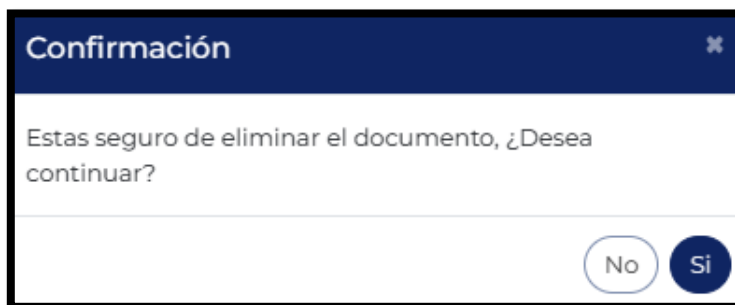 Confirmación
Estas seguro de eliminar el documento, ¿Desea
continuar?
No
Si